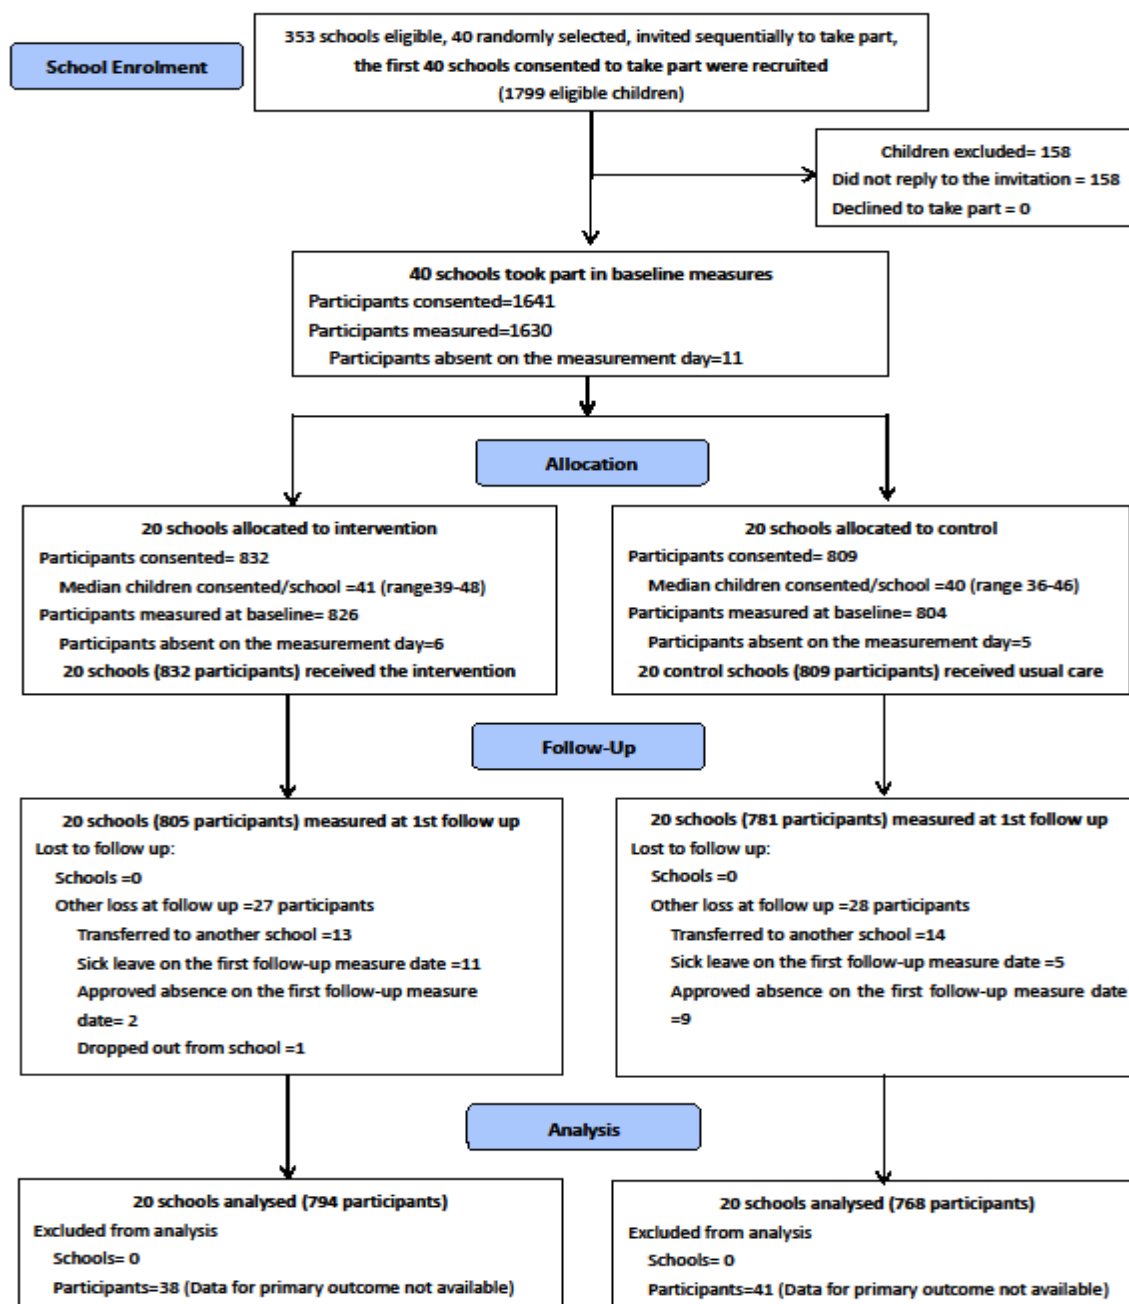 353 schools eligible, 40 randomly selected, invited sequentially to take part,
the first 40 schools consented to take part were recruited
(1799 eligible children)
School Enrolment
Children excluded= 158
Did not reply to the invitation = 158
Declined to take part = 0
40 schools took part in baseline measures
Participants consented=1641
Participants measured=1630
Participants absent on the measurement day=11
Allocation
20 schools allocated to intervention
Participants consented= 832
Median children consented/school =41 (range39-48)
Participants measured at baseline= 826
Participants absent on the measurement day=6
20 schools (832 participants) received the intervention
20 schools allocated to control
Participants consented= 809
Median children consented/school =40 (range 36-46)
Participants measured at baseline= 804
Participants absent on the measurement day=5
20 control schools (809 participants) received usual care
Follow-Up
20 schools (805 participants) measured at 1st follow up
Lost to follow up:
Schools =0
Other loss at follow up =27 participants
Transferred to another school =13
Sick leave on the first follow-up measure date =11
Approved absence on the first follow-up measure
date= 2
Dropped out from school =1
20 schools (781 participants) measured at 1st follow up
Lost to follow up:
Schools =0
Other loss at follow up =28 participants
Transferred to another school =14
Sick leave on the first follow-up measure date =5
Approved absence on the first follow-up measure date
=9
Analysis
20 schools analysed (794 participants)
Excluded from analysis
Schools= 0
Participants=38 (Data for primary outcome not available)
20 schools analysed (768 participants)
Excluded from analysis
Schools= 0
Participants=41 (Data for primary outcome not available)